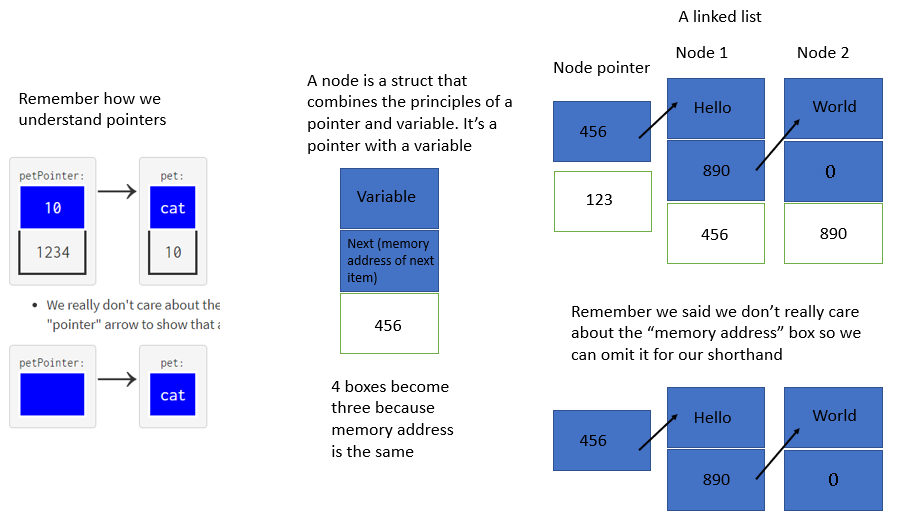 Remember how we
understand pointers
petPointer:
pet:
10
cat
1234
10
• We really don't care about the
"pointer" arrow to show that a
petPointer:
pet:
cat
A node is a struct that
combines the principles of a
pointer and variable. It's a
pointer with a variable
Variable
Next (memory
address of next
item)
456
4 boxes become
three because
memory address
is the same
A linked list
Node pointer
Node 1
Node 2
456
Hello
World
890
0
123
456
890
Remember we said we don't really care
about the “memory address” box so we
can omit it for our shorthand
456
Hello
World
890
0